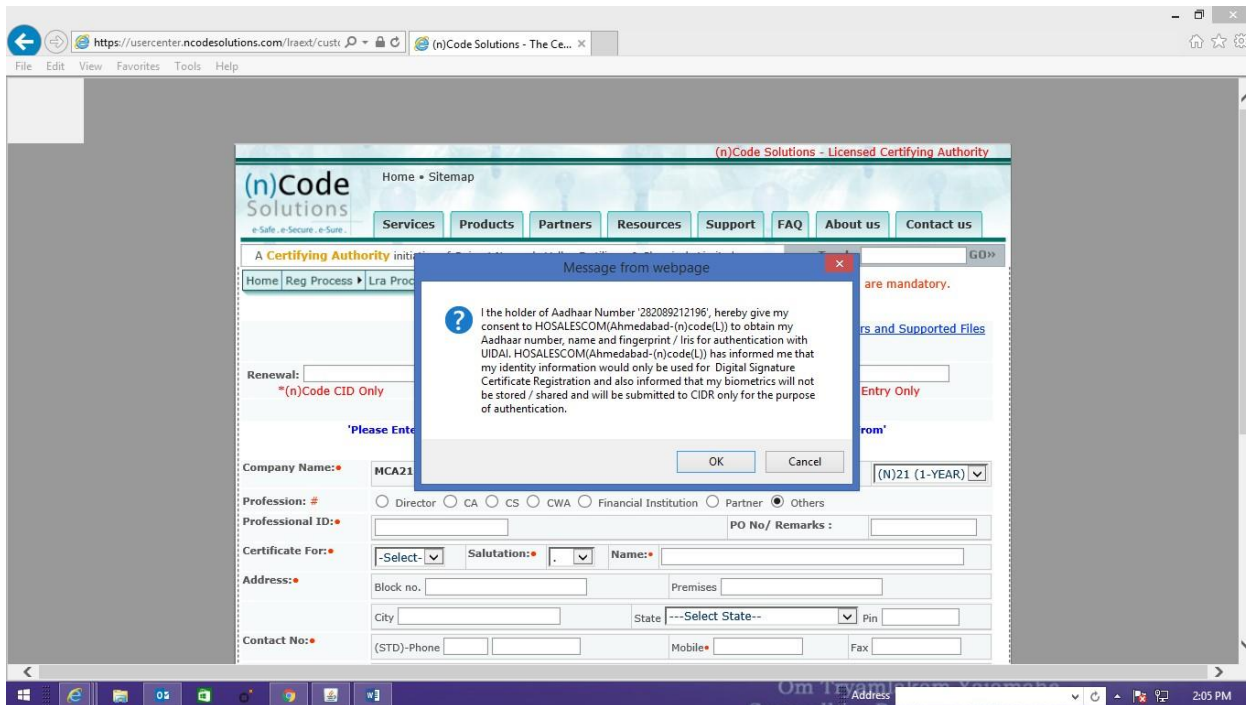 https://usercenter.ncodesolutions.com/lraext/custo
(n)Code Solutions - The Ce...
File Edit View Favorites Tools Help
(n)Code Solutions - Licensed Certifying Authority
(n)Code
Solutions
e-Safe . e-Secure . e-Sure .
Home • Sitemap
Services Products Partners Resources Support FAQ About us Contact us
A Certifying Authority
GO»
Home Reg Process Lra Proc
are mandatory.
Message from webpage
I the holder of Aadhaar Number '282089212196', hereby give my
consent to HOSALESCOM(Ahmedabad-(n)code(L)) to obtain my
Aadhaar number, name and fingerprint / Iris for authentication with
UIDAI. HOSALESCOM(Ahmedabad-(n)code(L)) has informed me that
my identity information would only be used for Digital Signature
Certificate Registration and also informed that my biometrics will not
be stored / shared and will be submitted to CIDR only for the purpose
of authentication.
OK Cancel
rs and Supported Files
Renewal:
*(n)Code CID Only
Entry Only
'Please Ente
rom'
Company Name:• MCA21 (N)21 (1-YEAR)
Profession: # Director CA CS CWA Financial Institution Partner Others
Professional ID:• PO No/ Remarks :
Certificate For:• -Select- Salutation:• . Name:•
Address:• Block no. Premises
City State ---Select State-- Pin
Contact No:• (STD)-Phone Mobile• Fax
Om Tryam
Address
2:05 PM